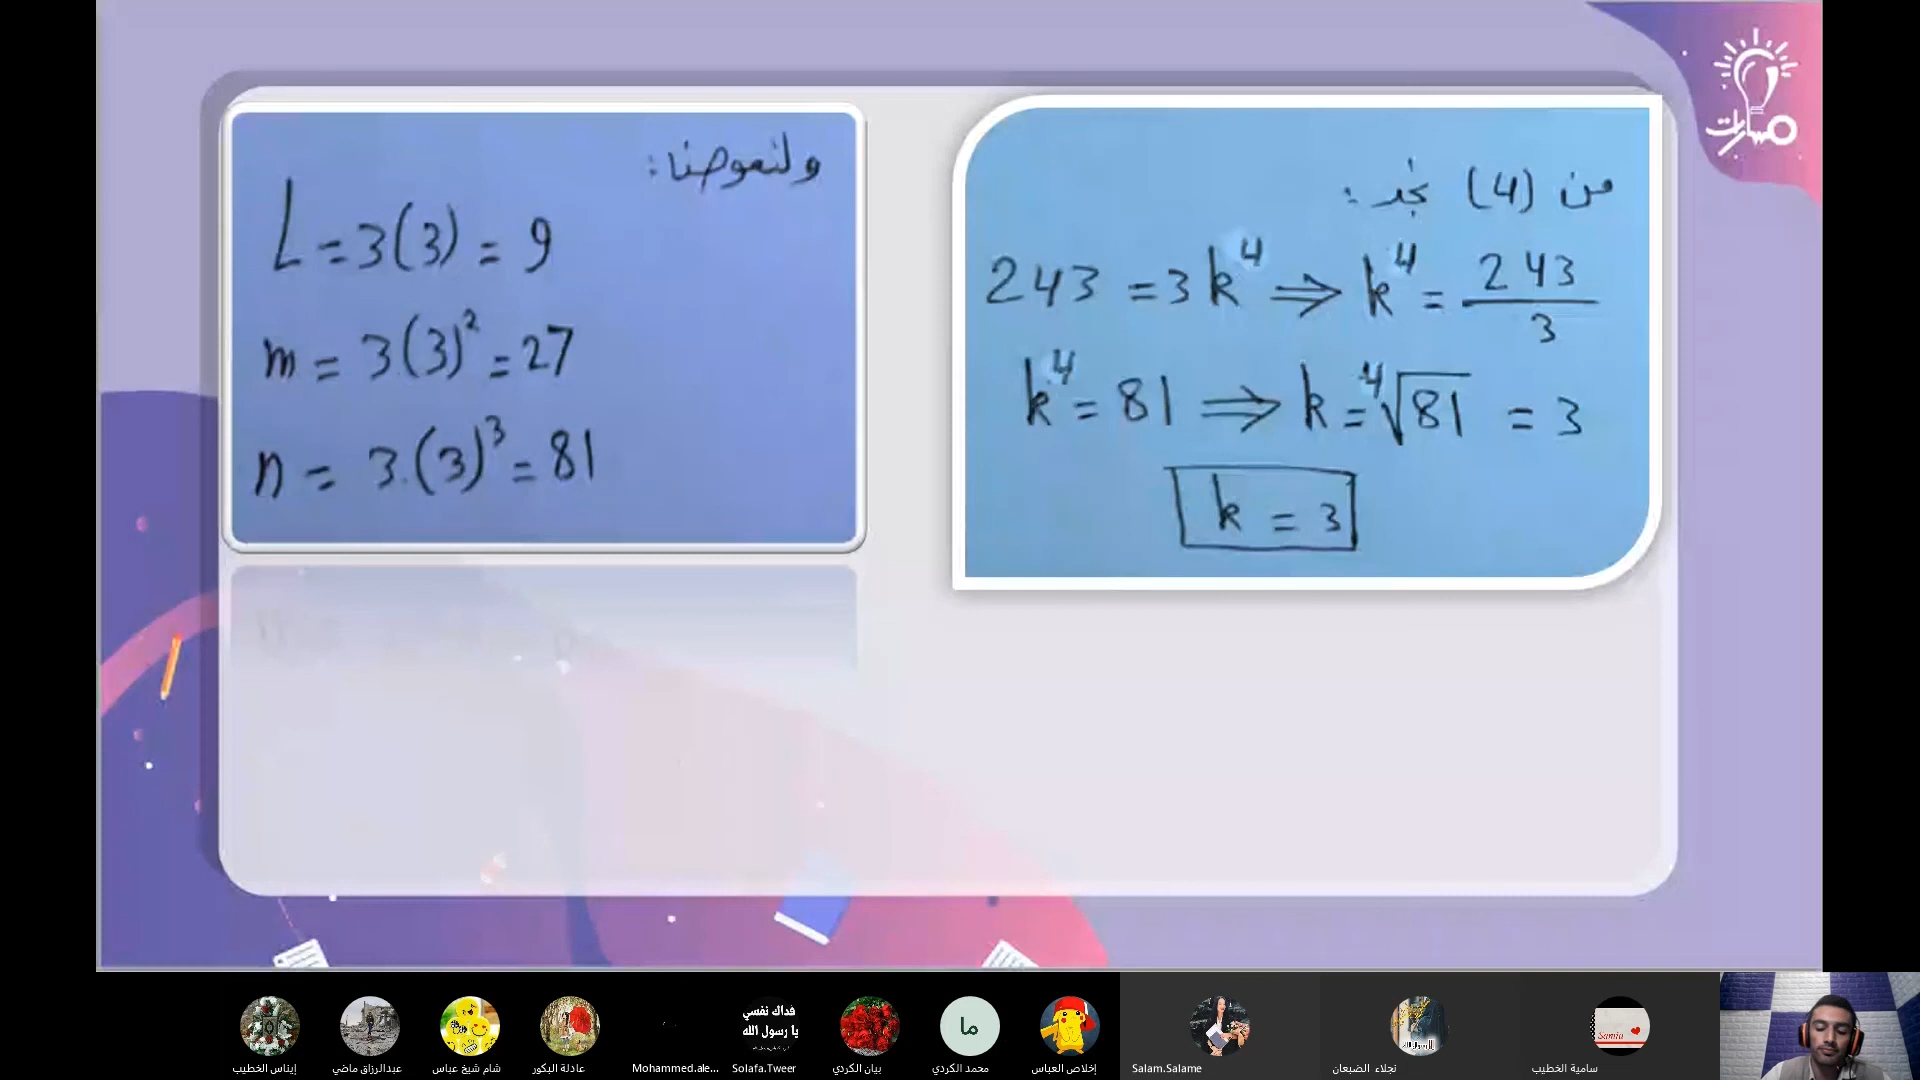 مسارات
من (4) نجد :
243 = 3k⁴ ⇒ k⁴ = 243/3
k⁴ = 81 ⇒ k = ⁴√81 = 3
k = 3
ولنعوضنا :
L = 3(3) = 9
m = 3(3)² = 27
n = 3.(3)³ = 81
إيناس الخطيب
عبدالرزاق ماضي
شام شيخ عباس
عادلة البكور
Mohammed.ale...
فداك نفسي
يا رسول الله
Solafa.Tweer
بيان الكردي
ما
محمد الكردي
إخلاص العباس
Salam.Salame
نجلاء الضبعان
Samia
سامية الخطيب